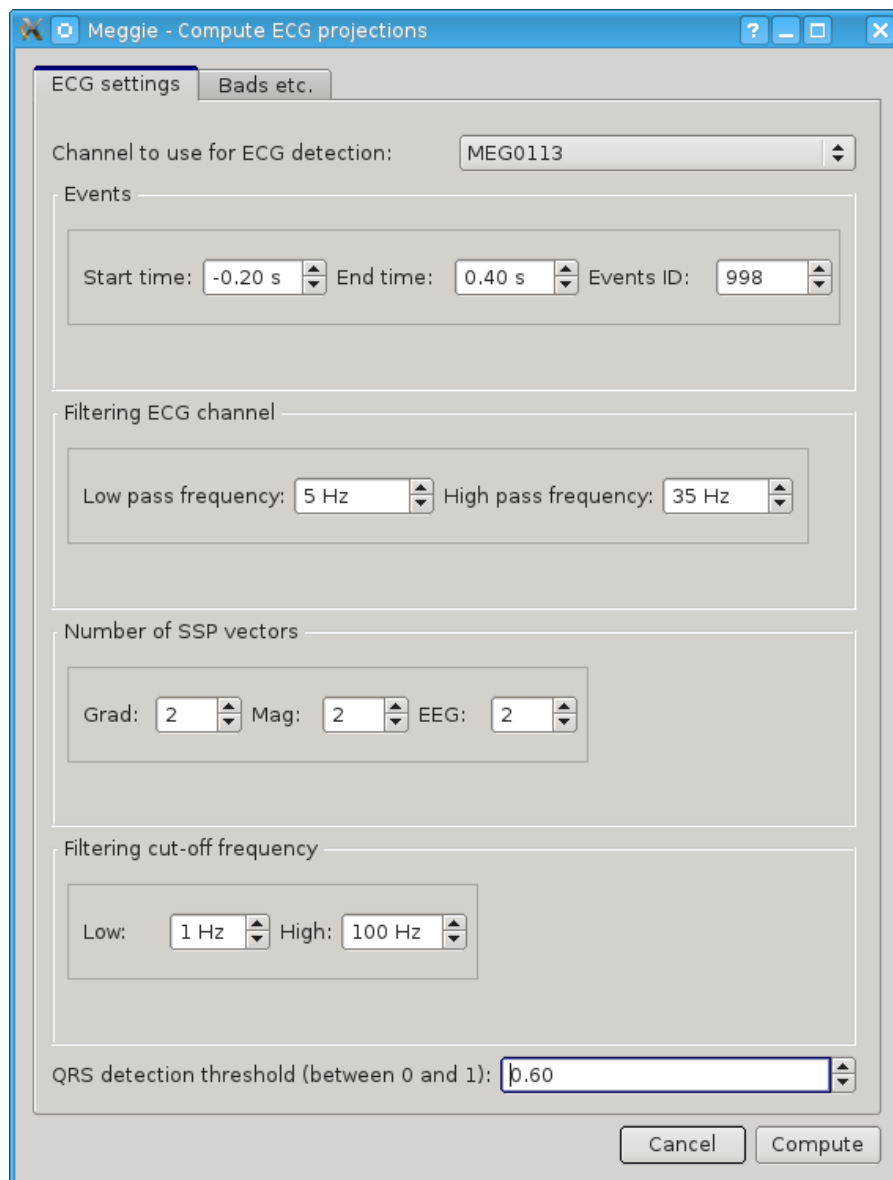 Meggie - Compute ECG projections
ECG settings Bads etc.
Channel to use for ECG detection: MEG0113
Events
Start time: -0.20 s End time: 0.40 s Events ID: 998
Filtering ECG channel
Low pass frequency: 5 Hz High pass frequency: 35 Hz
Number of SSP vectors
Grad: 2 Mag: 2 EEG: 2
Filtering cut-off frequency
Low: 1 Hz High: 100 Hz
QRS detection threshold (between 0 and 1): 0.60
Cancel Compute